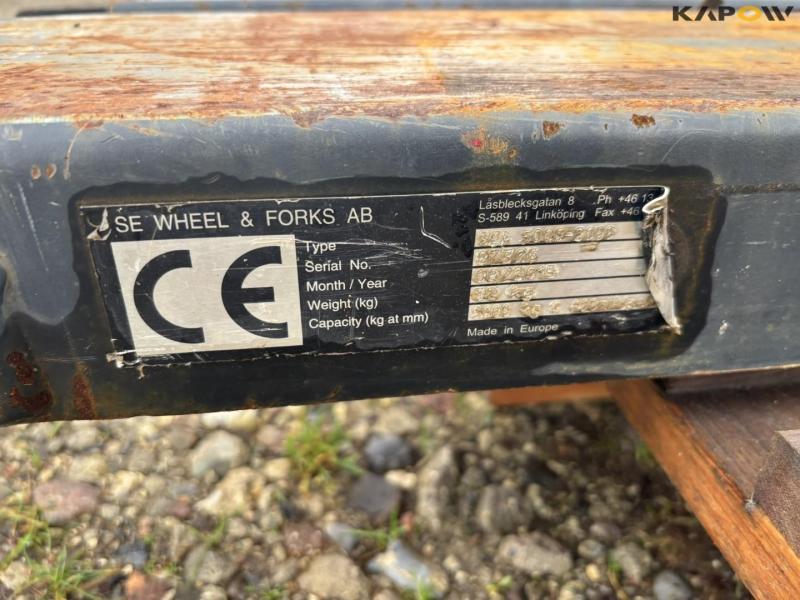 KAPOW
SE WHEEL & FORKS AB
Låsblecksgatan 8 Ph +46 13
S-589 41 Linköping Fax +46
CE
Type
Serial No.
Month / Year
Weight (kg)
Capacity (kg at mm)
Made in Europe